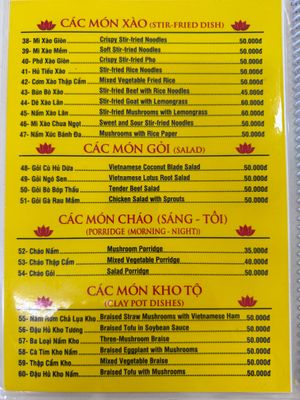 CÁC MÓN XÀO (STIR-FRIED DISH)
38- Mì Xào Giòn Crispy Stir-fried Noodles 50.000đ
39- Mì Xào Mềm Soft Stir-fried Noodles 50.000đ
40- Phở Xào Giòn Crispy Stir-fried Pho 50.000đ
41- Hủ Tiếu Xào Stir-fried Rice Noodles 50.000đ
42- Cơm Xào Thập Cẩm Mixed Vegetable Fried Rice 50.000đ
43- Bún Bò Xào Stir-fried Beef with Rice Noodles 50.000đ
44- Dê Xào Lăn Stir-fried Goat with Lemongrass 60.000đ
45- Nấm Xào Lăn Stir-fried Mushrooms with Lemongrass 60.000đ
46- Mì Xào Chua Ngọt Sweet and Sour Stir-fried Noodles 50.000đ
47- Nấm Xúc Bánh Đa Mushrooms with Rice Paper 50.000đ
CÁC MÓN GỎI (SALAD)
48- Gỏi Củ Hủ Dừa Vietnamese Coconut Blade Salad 50.000đ
49- Gỏi Ngó Sen Vietnamese Lotus Root Salad 50.000đ
50- Gỏi Bò Bóp Thấu Tender Beef Salad 50.000đ
51- Gỏi Gà Rau Mầm Chicken Salad with Sprouts 50.000đ
CÁC MÓN CHÁO (SÁNG - TỐI)
(PORRIDGE (MORNING - NIGHT))
52- Cháo Nấm Mushroom Porridge 35.000đ
53- Cháo Thập Cẩm Mixed Vegetable Porridge 40.000đ
54- Cháo Gỏi Salad Porridge 50.000đ
CÁC MÓN KHO TỘ
(CLAY POT DISHES)
55- Nấm Rơm Chả Lụa Kho Braised Straw Mushrooms with Vietnamese Ham
56- Đậu Hủ Kho Tương Braised Tofu in Soybean Sauce 50.000đ
57- Ba Loại Nấm Kho Three-Mushroom Braise 50.000đ
58- Cà Tím Kho Nấm Braised Eggplant with Mushrooms 50.000đ
59- Thập Cẩm Kho Mixed Vegetable Braise 50.000đ
60- Đậu Hủ Kho Nấm Braised Tofu with Mushrooms 50.000đ